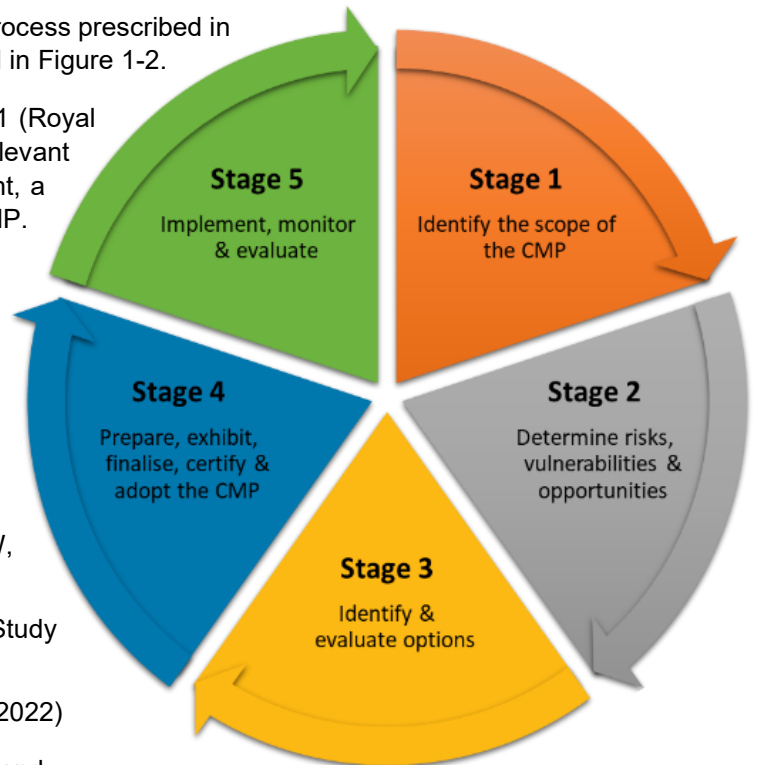 rocess prescribed in
in Figure 1-2.
1 (Royal
levant
nt, a
MP.
Stage 5
Implement, monitor
& evaluate
Stage 1
Identify the scope of
the CMP
Stage 4
Prepare, exhibit,
finalise, certify &
adopt the CMP
Stage 2
Determine risks,
vulnerabilities &
opportunities
Stage 3
Identify &
evaluate options
Study
2022)